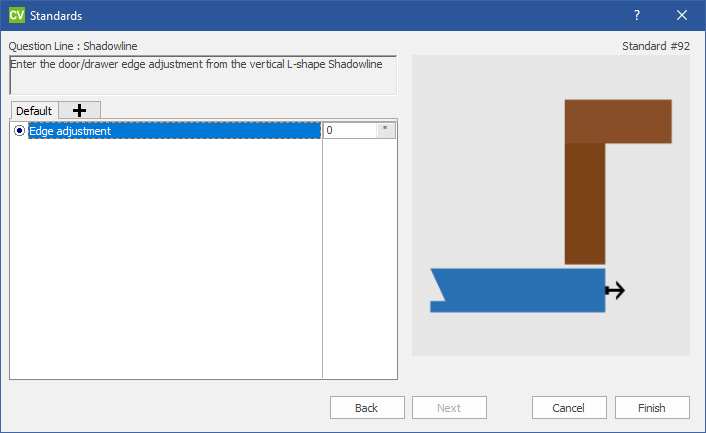 CV Standards ?
Question Line : Shadowline Standard #92
Enter the door/drawer edge adjustment from the vertical L-shape Shadowline
Default
Edge adjustment 0 "
Back Next Cancel Finish